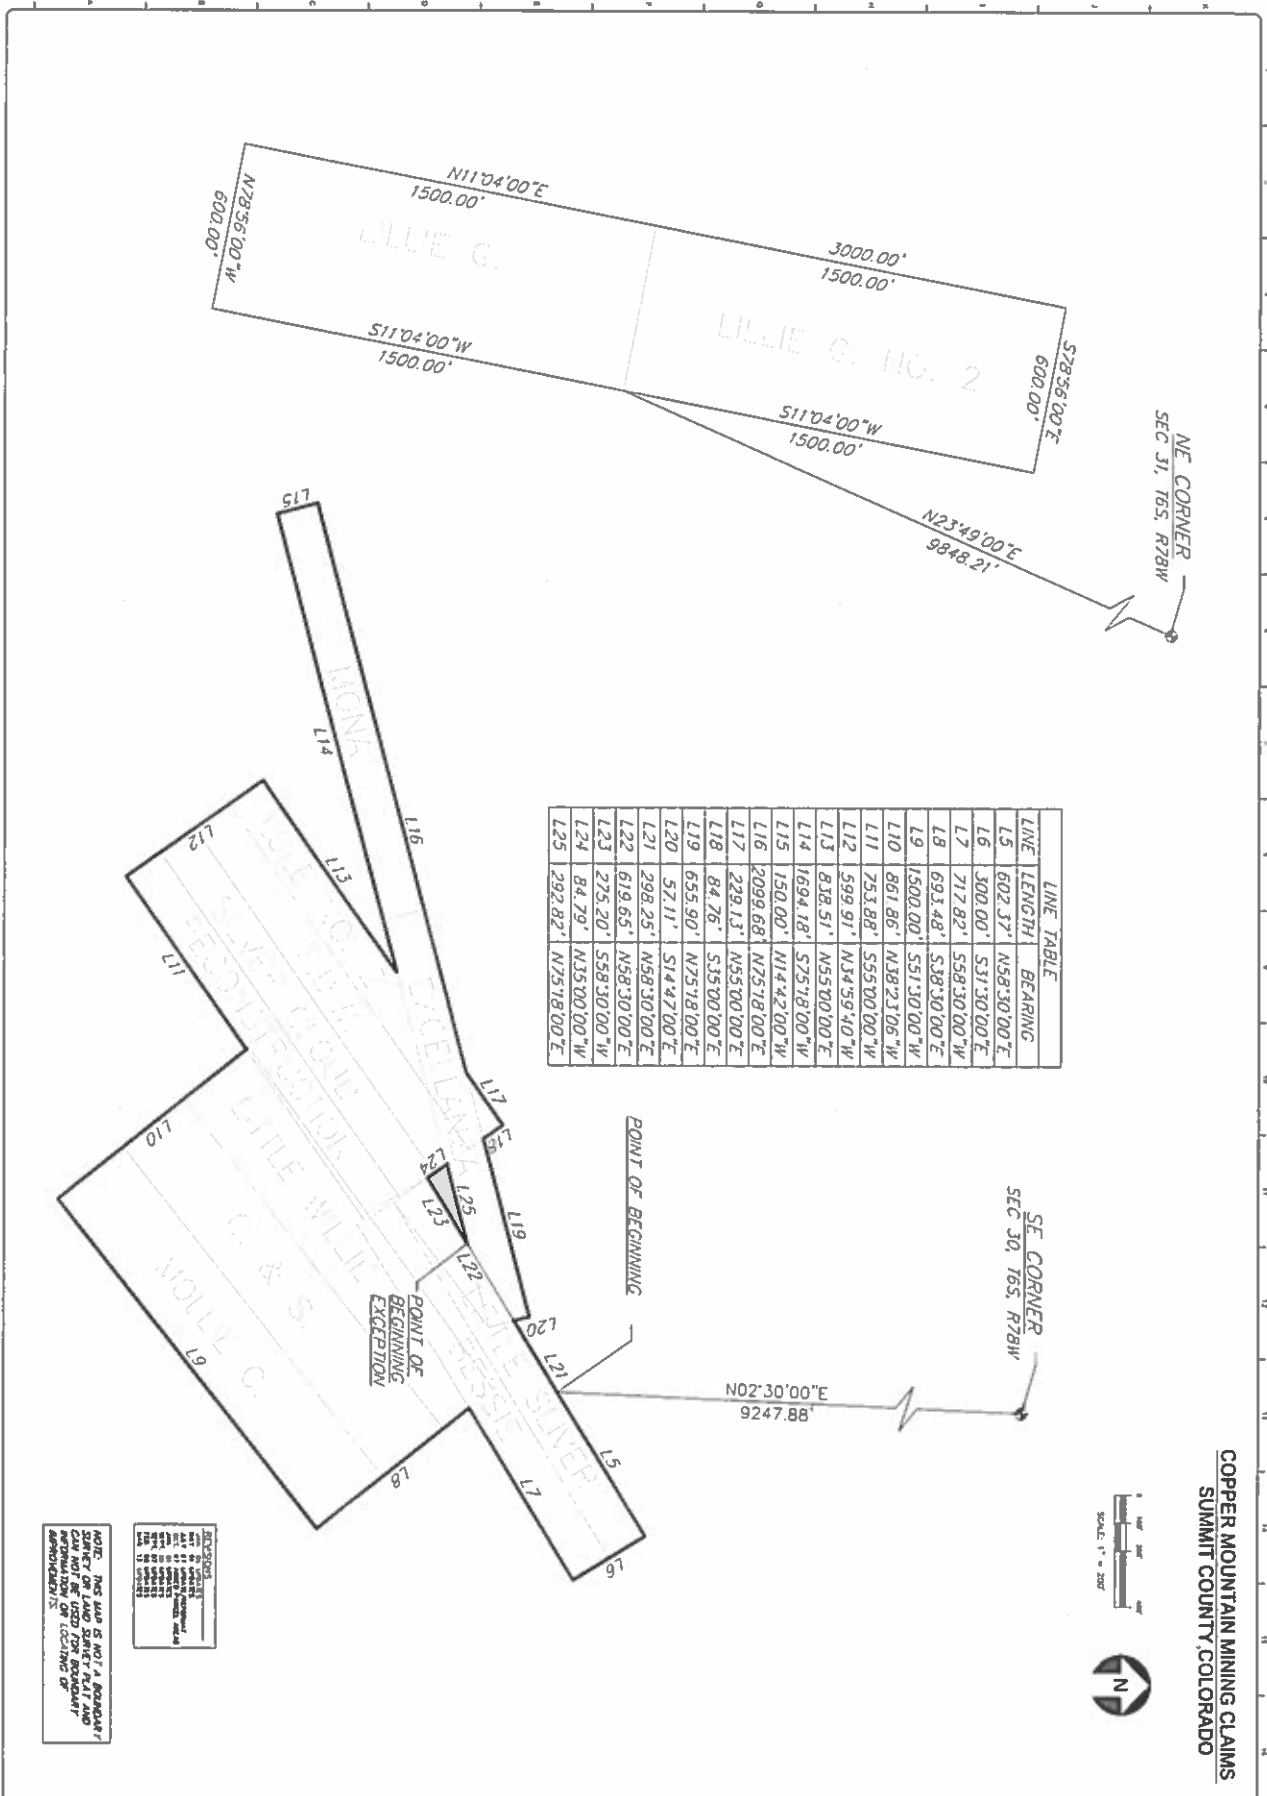 COPPER MOUNTAIN MINING CLAIMS
SUMMIT COUNTY, COLORADO
SCALE: 1" = 200'
N
NE CORNER
SEC 31, T6S, R78W
N23°49'00"E
9848.21'
S78°56'00"E
600.00'
3000.00'
1500.00'
LILLIE G. NO. 2
S11°04'00"W
1500.00'
N11°04'00"E
1500.00'
LILLIE G.
S11°04'00"W
1500.00'
N78°56'00"W
600.00'
SE CORNER
SEC 30, T6S, R78W
N02°30'00"E
9247.88'
POINT OF BEGINNING
LINE TABLE
LINE LENGTH BEARING
L5 602.37' N58°30'00"E
L6 300.00' S31°30'00"E
L7 717.82' S58°30'00"W
L8 693.48' S38°30'00"E
L9 1500.00' S51°30'00"W
L10 861.86' N38°23'06"W
L11 753.88' S55°00'00"W
L12 599.91' N34°59'40"W
L13 838.51' N55°00'00"E
L14 1694.18' S75°18'00"W
L15 150.00' N14°42'00"W
L16 2099.68' N75°18'00"E
L17 229.13' N55°00'00"E
L18 84.76' S35°00'00"E
L19 655.90' N75°18'00"E
L20 57.11' S14°47'00"E
L21 298.25' N58°30'00"E
L22 619.65' N58°30'00"E
L23 275.20' S58°30'00"W
L24 84.79' N35°00'00"W
L25 292.82' N75°18'00"E
L15
L16
MONA
L14
L13
L12
L11
L10
L9
L8
L7
L6
L5
L21
L20
L19
L18
L17
L25
L24
L23
L22
POINT OF
BEGINNING
EXCEPTION
LITTLE WILLIE
C. & S.
MOLLIE C.
BESSIE
NOTE: THIS MAP IS NOT A BOUNDARY
SURVEY OR LAND SURVEY PLAT AND
CAN NOT BE USED FOR BOUNDARY
INFORMATION OR LOCATING OF
IMPROVEMENTS.
REVISIONS